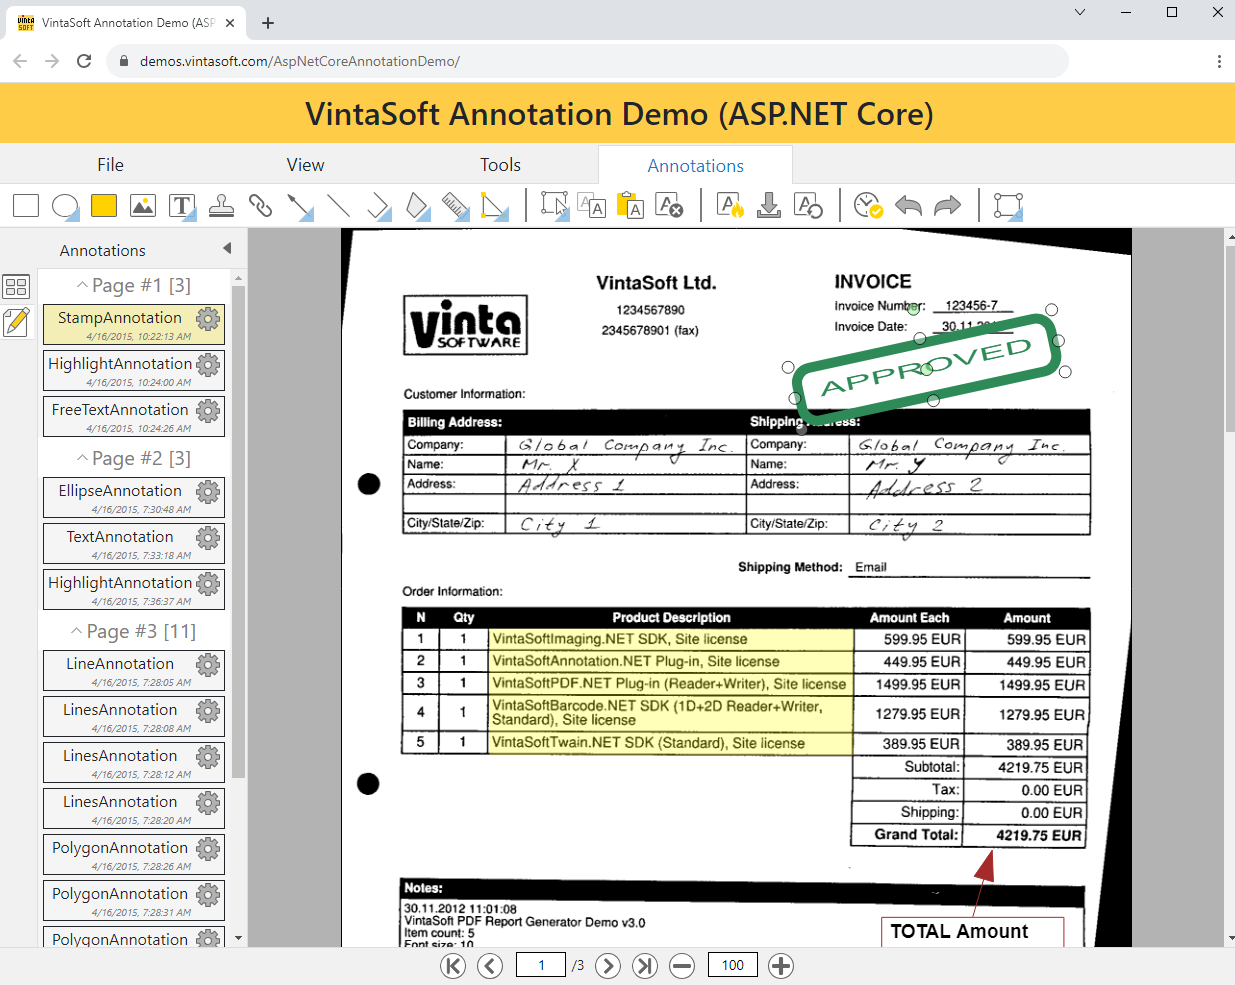 VintaSoft Annotation Demo (ASP
demos.vintasoft.com/AspNetCoreAnnotationDemo/
VintaSoft Annotation Demo (ASP.NET Core)
File View Tools Annotations
Annotations
Page #1 [3]
StampAnnotation
4/16/2015, 10:22:13 AM
HighlightAnnotation
4/16/2015, 10:24:00 AM
FreeTextAnnotation
4/16/2015, 10:24:26 AM
Page #2 [3]
EllipseAnnotation
4/16/2015, 7:30:48 AM
TextAnnotation
4/16/2015, 7:33:18 AM
HighlightAnnotation
4/16/2015, 7:36:37 AM
Page #3 [11]
LineAnnotation
4/16/2015, 7:28:05 AM
LinesAnnotation
4/16/2015, 7:28:08 AM
LinesAnnotation
4/16/2015, 7:28:12 AM
LinesAnnotation
4/16/2015, 7:28:20 AM
PolygonAnnotation
4/16/2015, 7:28:26 AM
PolygonAnnotation
4/16/2015, 7:28:31 AM
PolygonAnnotation
Vinta
SOFTWARE
VintaSoft Ltd.
1234567890
2345678901 (fax)
INVOICE
Invoice Number: 123456-7
Invoice Date: 30.11
APPROVED
Customer Information:
Billing Address: Shipping
Company: Global Company Inc. Company: Global Company Inc.
Name: Mr. X Name: Mr. Y
Address: Address 1 Address: Address 2
City/State/Zip: City 1 City/State/Zip: City 2
Shipping Method: Email
Order Information:
N Qty Product Description Amount Each Amount
1 1 VintaSoftImaging.NET SDK, Site license 599.95 EUR 599.95 EUR
2 1 VintaSoftAnnotation.NET Plug-in, Site license 449.95 EUR 449.95 EUR
3 1 VintaSoftPDF.NET Plug-in (Reader+Writer), Site license 1499.95 EUR 1499.95 EUR
4 1 VintaSoftBarcode.NET SDK (1D+2D Reader+Writer, 1279.95 EUR 1279.95 EUR
Standard), Site license
5 1 VintaSoftTwain.NET SDK (Standard), Site license 389.95 EUR 389.95 EUR
Subtotal: 4219.75 EUR
Tax: 0.00 EUR
Shipping: 0.00 EUR
Grand Total: 4219.75 EUR
Notes:
30.11.2012 11:01:08
VintaSoft PDF Report Generator Demo v3.0
Item count: 5
Font size: 10
TOTAL Amount
1 /3 100